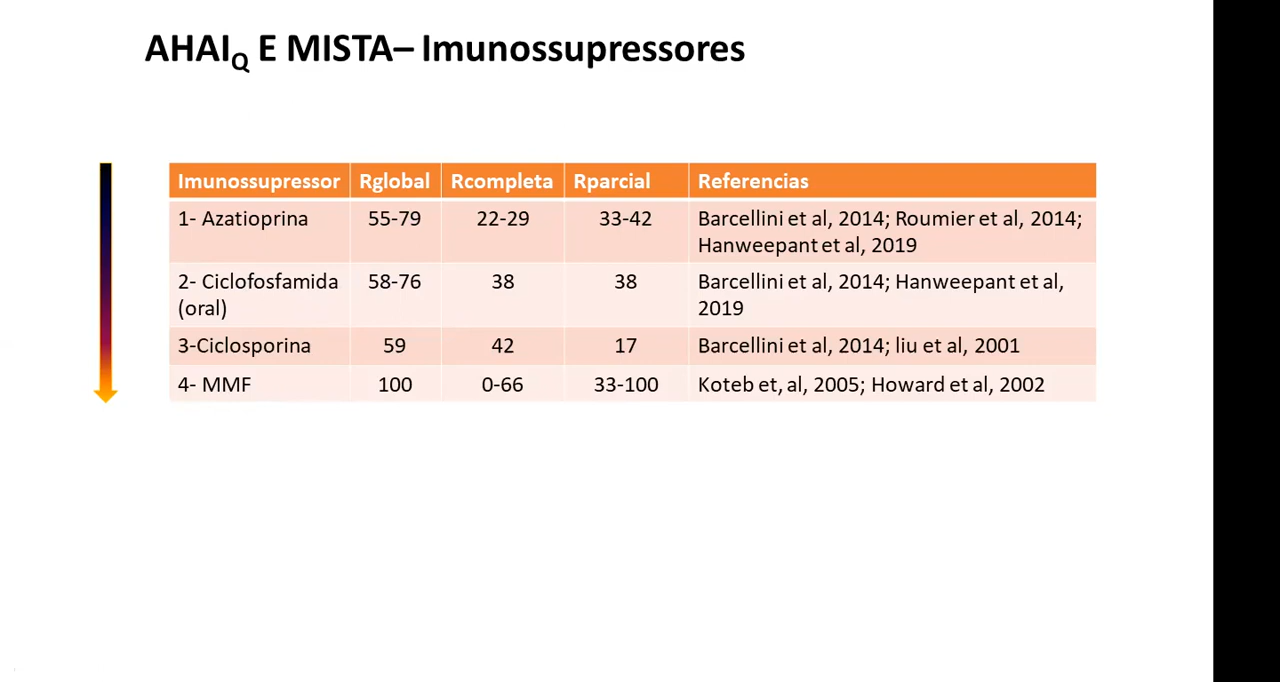 AHAIQ E MISTA– Imunossupressores
Imunossupressor Rglobal Rcompleta Rparcial Referencias
1- Azatioprina 55-79 22-29 33-42 Barcellini et al, 2014; Roumier et al, 2014;
Hanweepant et al, 2019
2- Ciclofosfamida 58-76 38 38 Barcellini et al, 2014; Hanweepant et al,
(oral) 2019
3-Ciclosporina 59 42 17 Barcellini et al, 2014; liu et al, 2001
4- MMF 100 0-66 33-100 Koteb et, al, 2005; Howard et al, 2002